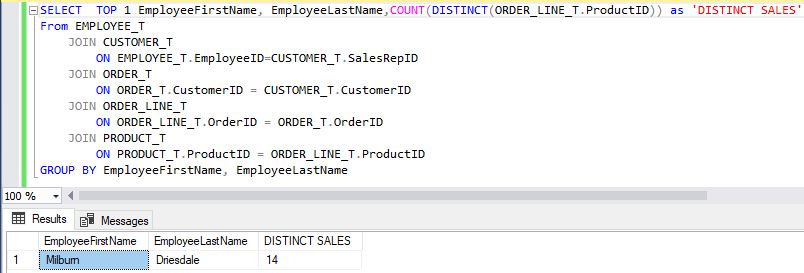 SELECT  TOP 1 EmployeeFirstName, EmployeeLastName,COUNT(DISTINCT(ORDER_LINE_T.ProductID)) as 'DISTINCT SALES'
From EMPLOYEE_T
JOIN CUSTOMER_T
ON EMPLOYEE_T.EmployeeID=CUSTOMER_T.SalesRepID
JOIN ORDER_T
ON ORDER_T.CustomerID = CUSTOMER_T.CustomerID
JOIN ORDER_LINE_T
ON ORDER_LINE_T.OrderID = ORDER_T.OrderID
JOIN PRODUCT_T
ON PRODUCT_T.ProductID = ORDER_LINE_T.ProductID
GROUP BY EmployeeFirstName, EmployeeLastName
100 %
Results Messages
EmployeeFirstName EmployeeLastName DISTINCT SALES
1 Milburn Driesdale 14